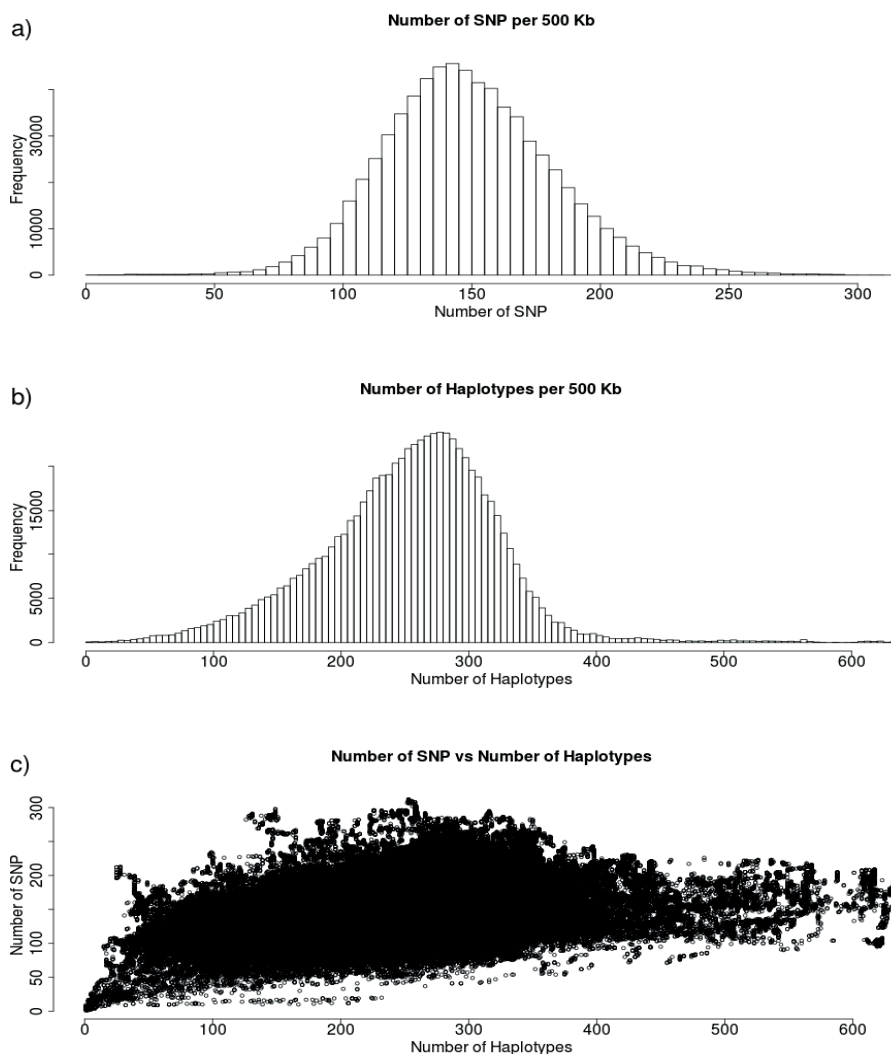 a)
Number of SNP per 500 Kb
Frequency
30000
10000
0
0 50 100 150 200 250 300
Number of SNP
b)
Number of Haplotypes per 500 Kb
Frequency
15000
5000
0
0 100 200 300 400 500 600
Number of Haplotypes
c)
Number of SNP vs Number of Haplotypes
Number of SNP
300
200
100
50
0
0 100 200 300 400 500 600
Number of Haplotypes